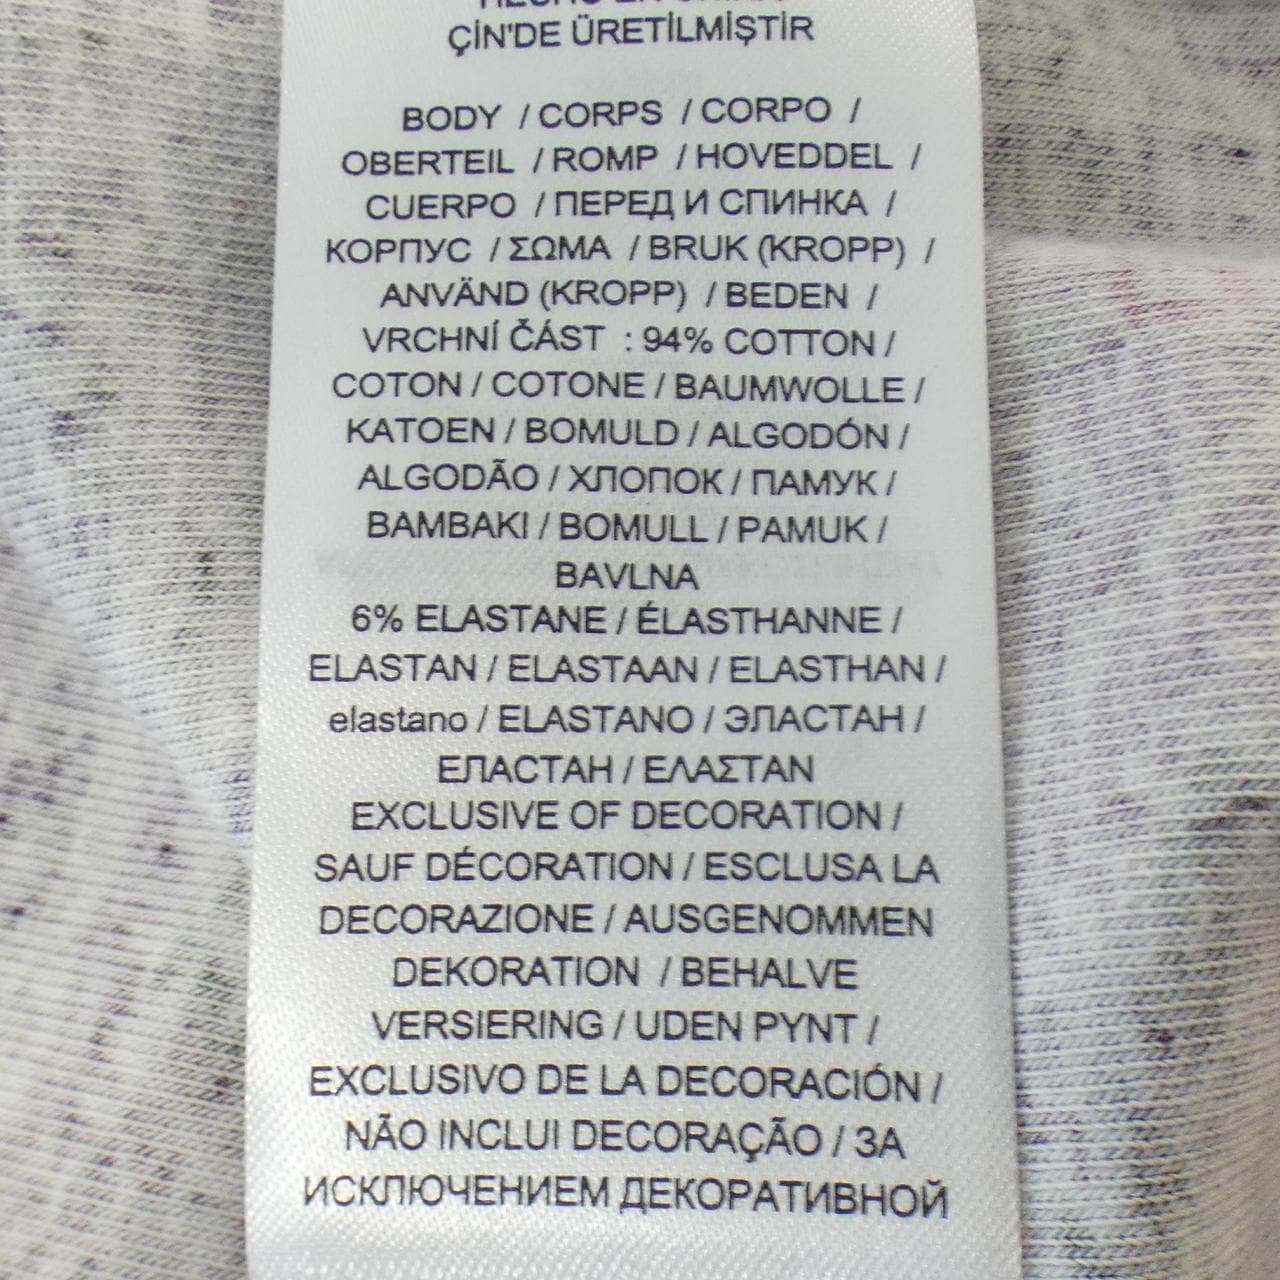 ÇİN'DE ÜRETİLMİŞTİR
BODY / CORPS / CORPO /
OBERTEIL / ROMP / HOVEDDEL /
CUERPO / ПЕРЕД И СПИНКА /
КОРПУС / ΣΩΜΑ / BRUK (KROPP) /
ANVÄND (KROPP) / BEDEN /
VRCHNÍ ČÁST : 94% COTTON /
COTON / COTONE / BAUMWOLLE /
KATOEN / BOMULD / ALGODÓN /
ALGODÃO / ХЛОПОК / ПАМУК /
BAMBAKI / BOMULL / PAMUK /
BAVLNA
6% ELASTANE / ÉLASTHANNE /
ELASTAN / ELASTAAN / ELASTHAN /
elastano / ELASTANO / ЭЛАСТАН /
ЕЛАСТАН / ΕΛΑΣΤΑΝ
EXCLUSIVE OF DECORATION /
SAUF DÉCORATION / ESCLUSA LA
DECORAZIONE / AUSGENOMMEN
DEKORATION / BEHALVE
VERSIERING / UDEN PYNT /
EXCLUSIVO DE LA DECORACIÓN /
NÃO INCLUI DECORAÇÃO / ЗА
ИСКЛЮЧЕНИЕМ ДЕКОРАТИВНОЙ